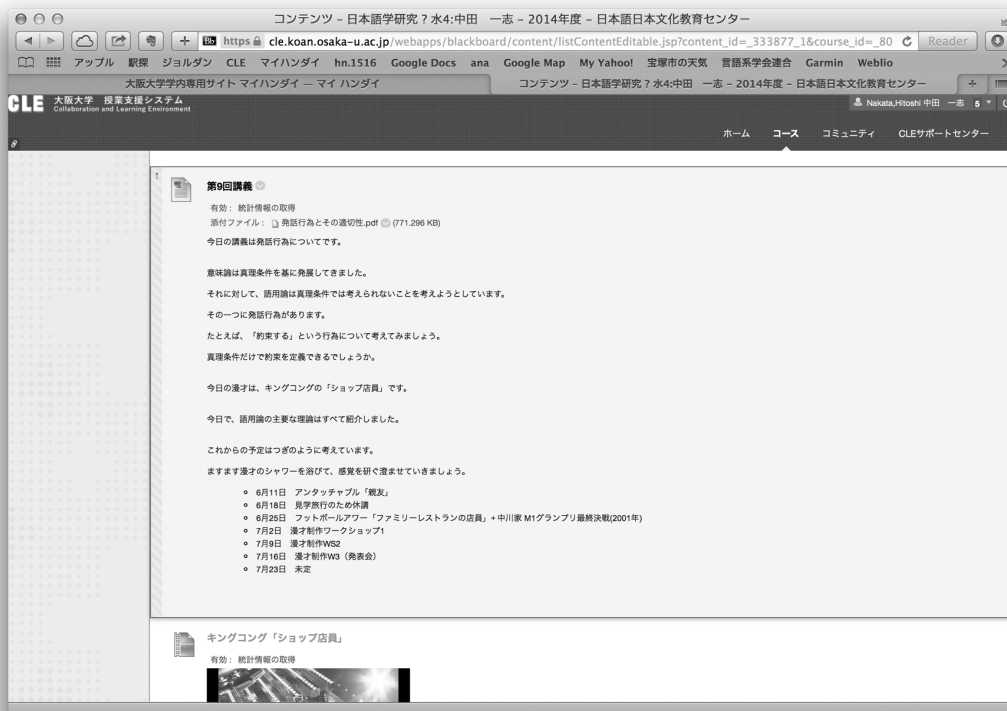 コンテンツ – 日本語学研究 ? 水4:中田　一志 – 2014年度 – 日本語日本文化教育センター
https cle.koan.osaka-u.ac.jp/webapps/blackboard/content/listContentEditable.jsp?content_id=_333877_1&course_id=_80 Reader
アップル 駅探 ジョルダン CLE マイハンダイ hn.1516 Google Docs ana Google Map My Yahoo! 宝塚市の天気 言語系学会連合 Garmin Weblio
大阪大学学内専用サイト マイハンダイ — マイ ハンダイ コンテンツ – 日本語学研究 ? 水4:中田　一志 – 2014年度 – 日本語日本文化教育センター
CLE 大阪大学　授業支援システム
Collaboration and Learning Environment
Nakata,Hitoshi 中田　一志 5
ホーム コース コミュニティ CLEサポートセンター
第9回講義
有効： 統計情報の取得
添付ファイル： 発話行為とその適切性.pdf (771.296 KB)
今日の講義は発話行為についてです。
意味論は真理条件を基に発展してきました。
それに対して、語用論は真理条件では考えられないことを考えようとしています。
その一つに発話行為があります。
たとえば、「約束する」という行為について考えてみましょう。
真理条件だけで約束を定義できるでしょうか。
今日の漫才は、キングコングの「ショップ店員」です。
今日で、語用論の主要な理論はすべて紹介しました。
これからの予定はつぎのように考えています。
ますます漫才のシャワーを浴びて、感覚を研ぐ澄ませていきましょう。
6月11日　アンタッチャブル「親友」
6月18日　見学旅行のため休講
6月25日　フットボールアワー「ファミリーレストランの店員」+ 中川家 M1グランプリ最終決戦(2001年)
7月2日　漫才制作ワークショップ1
7月9日　漫才制作WS2
7月16日　漫才制作W3（発表会）
7月23日　未定
キングコング「ショップ店員」
有効： 統計情報の取得